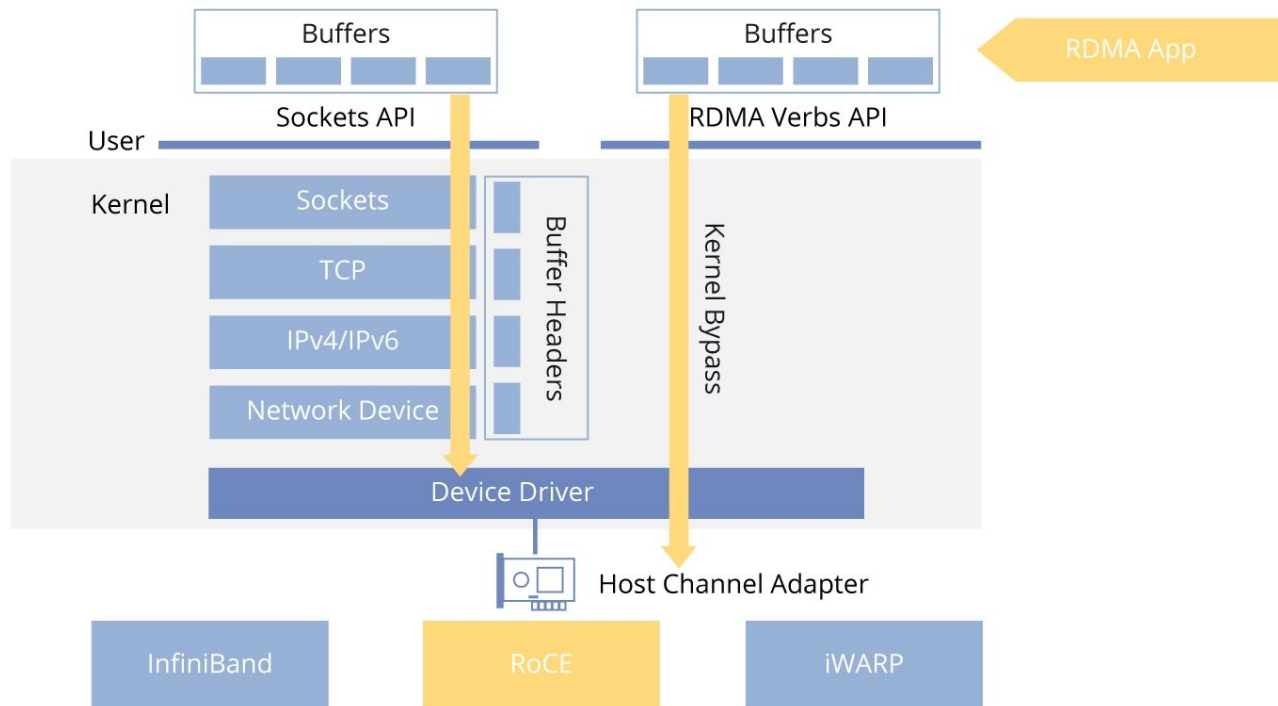 Buffers
Buffers
RDMA App
Sockets API
RDMA Verbs API
User
Kernel
Sockets
TCP
IPv4/IPv6
Network Device
Buffer Headers
Kernel Bypass
Device Driver
Host Channel Adapter
InfiniBand
RoCE
iWARP